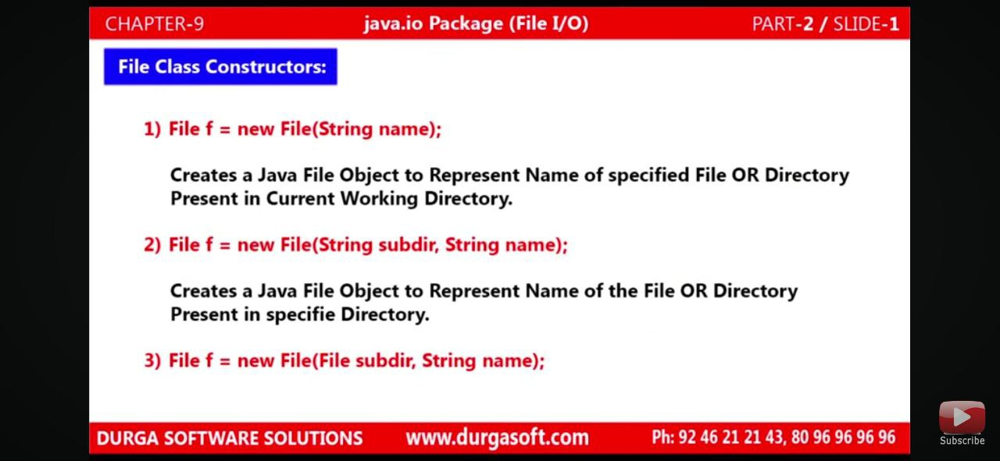 CHAPTER-9
java.io Package (File I/O)
PART-2 / SLIDE-1
File Class Constructors:
1) File f = new File(String name);
Creates a Java File Object to Represent Name of specified File OR Directory
Present in Current Working Directory.
2) File f = new File(String subdir, String name);
Creates a Java File Object to Represent Name of the File OR Directory
Present in specifie Directory.
3) File f = new File(File subdir, String name);
DURGA SOFTWARE SOLUTIONS
www.durgasoft.com
Ph: 92 46 21 21 43, 80 96 96 96 96
Subscribe